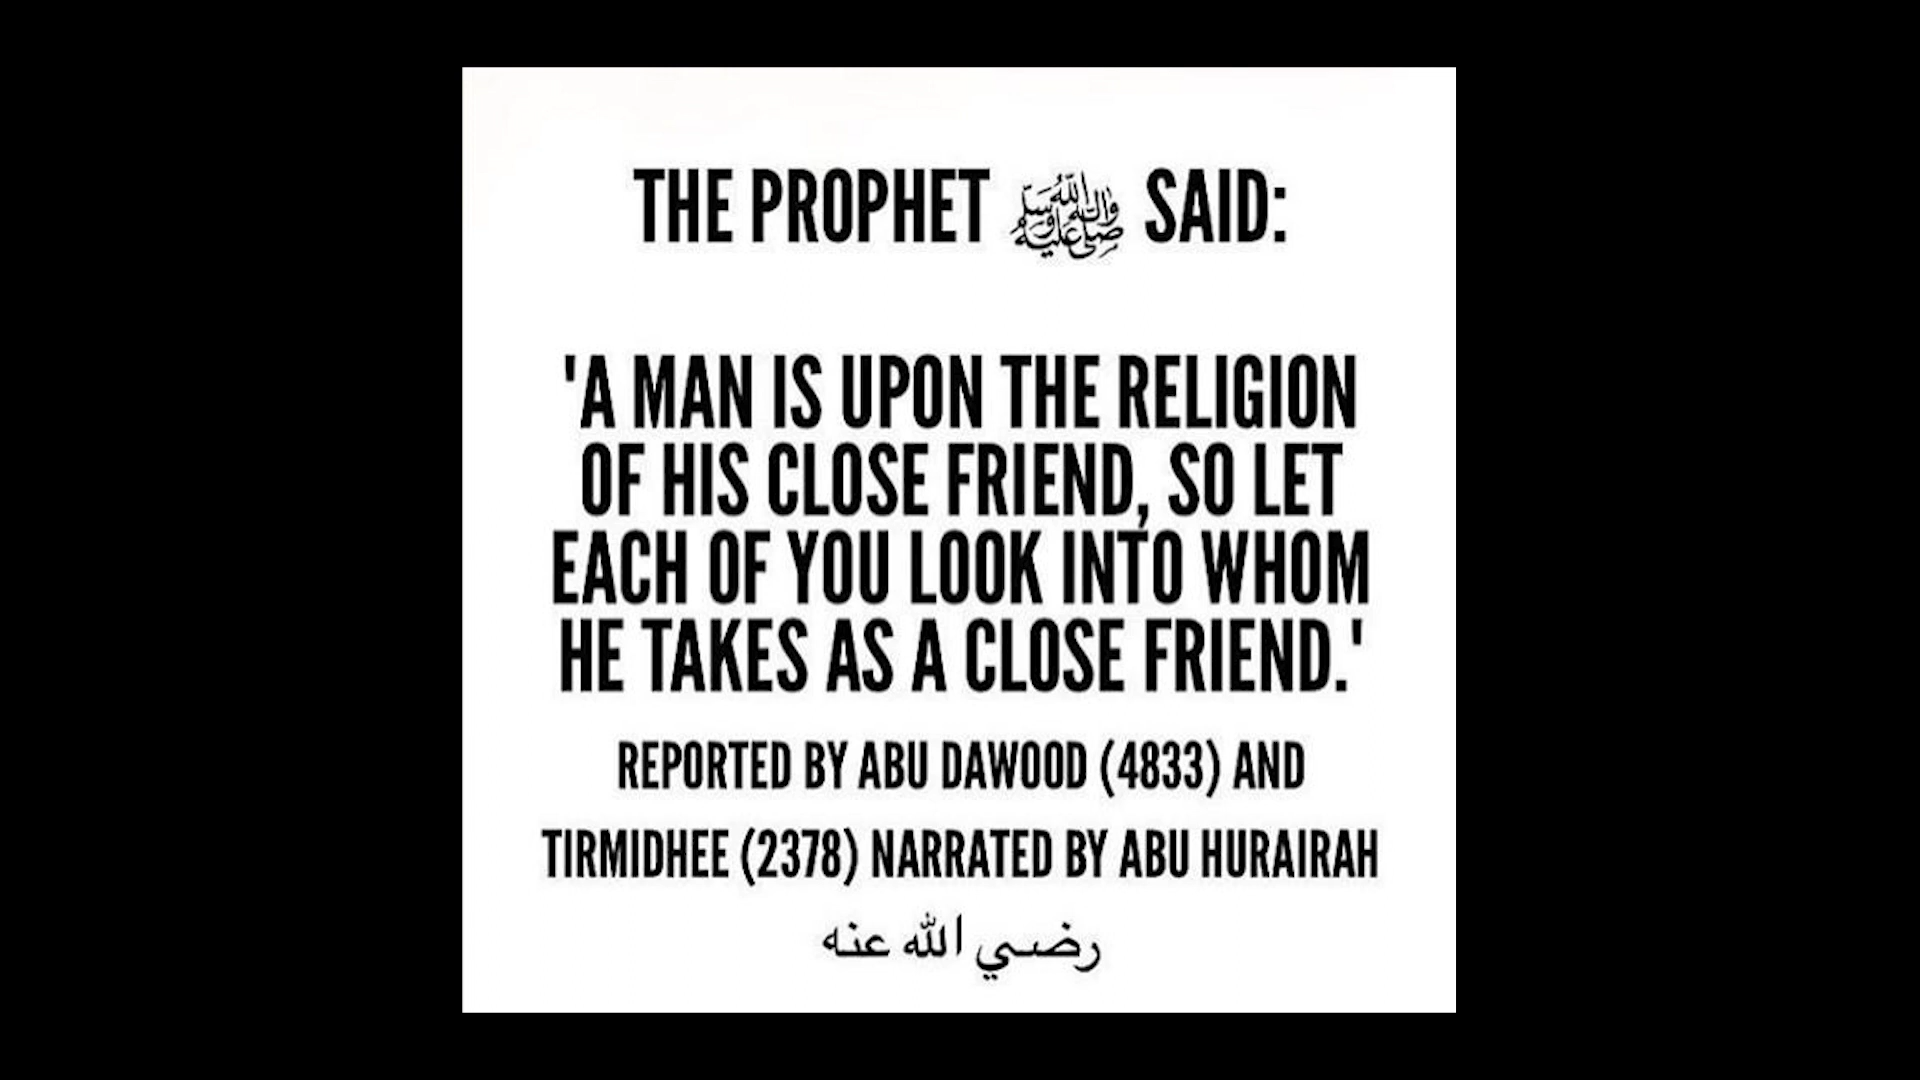 THE PROPHET ﷺ SAID:
'A MAN IS UPON THE RELIGION
OF HIS CLOSE FRIEND, SO LET
EACH OF YOU LOOK INTO WHOM
HE TAKES AS A CLOSE FRIEND.'
REPORTED BY ABU DAWOOD (4833) AND
TIRMIDHEE (2378) NARRATED BY ABU HURAIRAH
رضي الله عنه